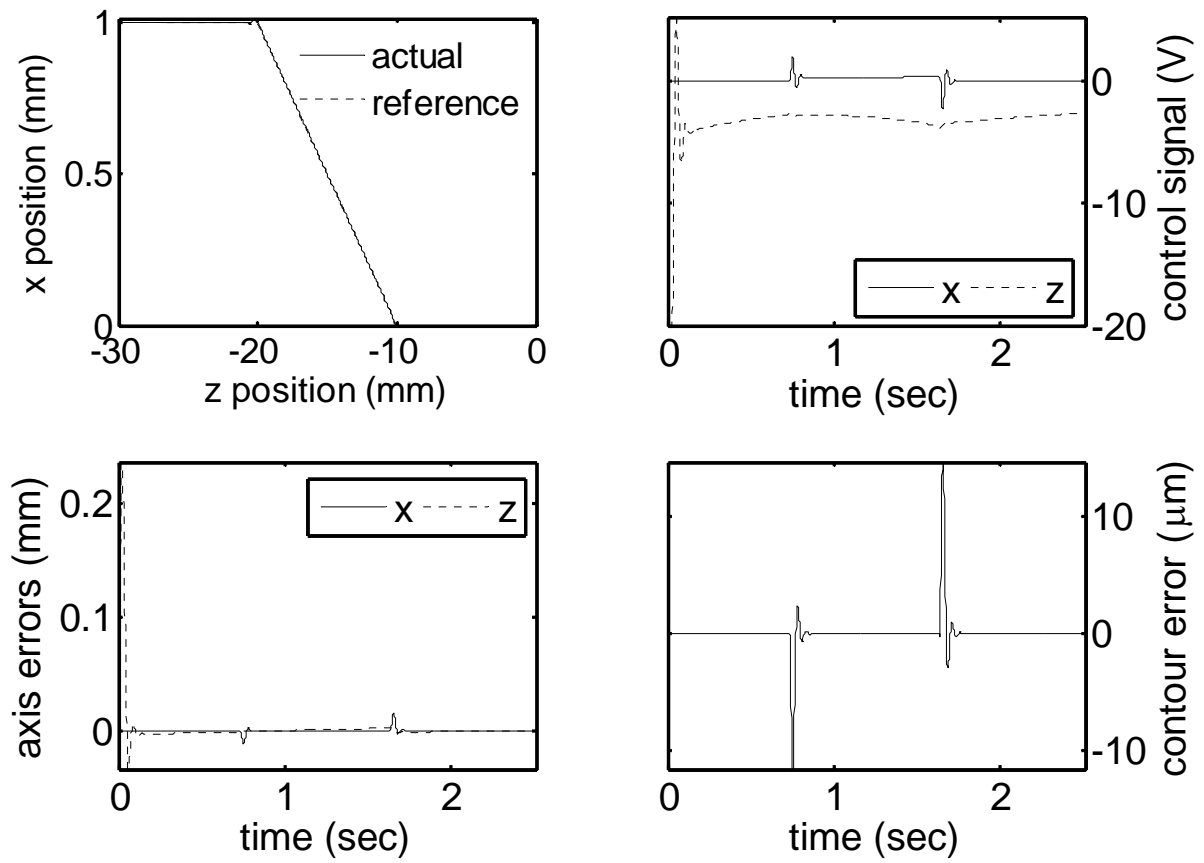 x position (mm)
1
0.5
0
actual
reference
-30 -20 -10 0
z position (mm)
control signal (V)
0
-10
-20
x z
0 1 2
time (sec)
axis errors (mm)
0.2
0.1
0
x z
0 1 2
time (sec)
contour error (μm)
10
0
-10
0 1 2
time (sec)